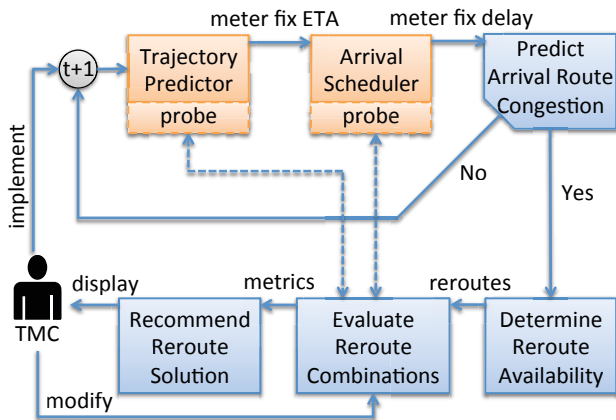 meter fix ETA
meter fix delay
t+1
Trajectory
Predictor
probe
Arrival
Scheduler
probe
Predict
Arrival Route
Congestion
No
Yes
implement
TMC
display
Recommend
Reroute
Solution
metrics
Evaluate
Reroute
Combinations
reroutes
Determine
Reroute
Availability
modify